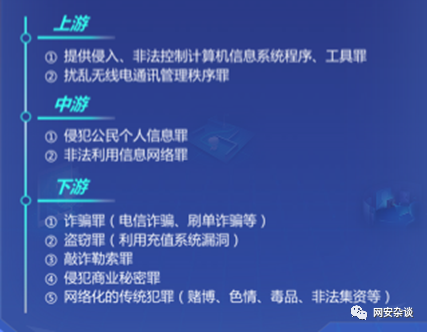 上游
① 提供侵入、非法控制计算机信息系统程序、工具罪
② 扰乱无线电通讯管理秩序罪
中游
① 侵犯公民个人信息罪
② 非法利用信息网络罪
下游
① 诈骗罪（电信诈骗、刷单诈骗等）
② 盗窃罪（利用充值系统漏洞）
③ 敲诈勒索罪
④ 侵犯商业秘密罪
⑤ 网络化的传统犯罪（赌博、色情、毒品、非法集资等）
网安杂谈